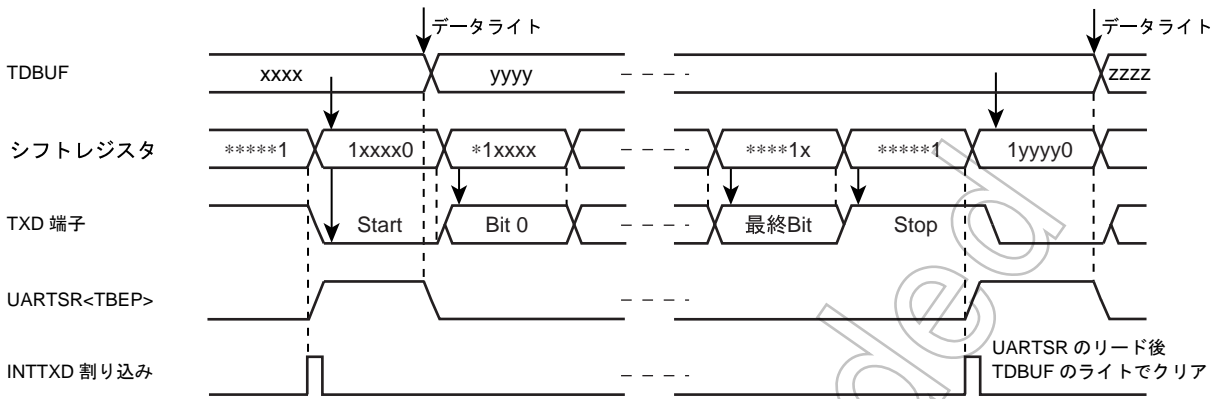 データライト データライト
TDBUF xxxx yyyy zzzz
シフトレジスタ *****1 1xxxx0 *1xxxx ****1x *****1 1yyyy0
TXD 端子 Start Bit 0 最終Bit Stop
UARTSR<TBEP>
INTTXD 割り込み
UARTSR のリード後
TDBUF のライトでクリア
ded